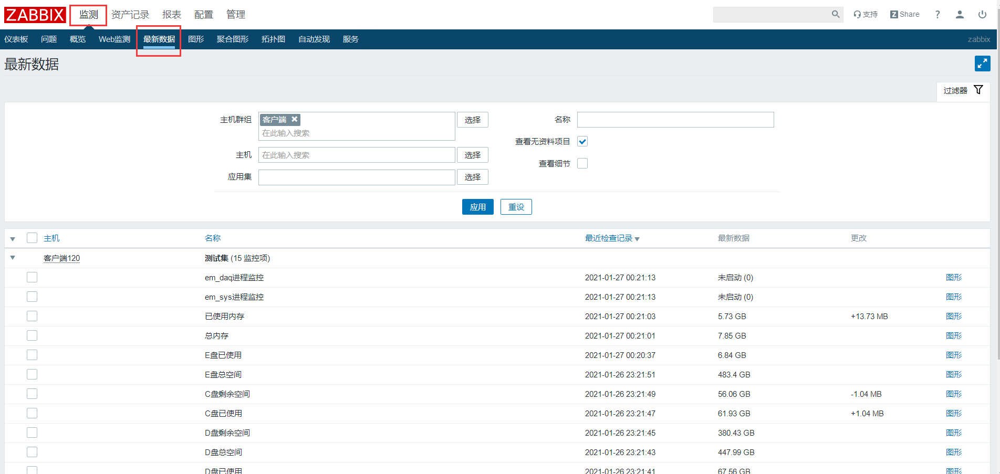 ZABBIX 监测 资产记录 报表 配置 管理 支持 Z Share ?
仪表板 问题 概览 Web监测 最新数据 图形 聚合图形 拓扑图 自动发现 服务 zabbix
最新数据
过滤器
主机群组 客户端 选择 名称
在此输入搜索
查看无资料项目
主机 在此输入搜索 选择
查看细节
应用集 选择
应用 重设
主机 名称 最近检查记录 最新数据 更改
客户端120 测试集 (15 监控项)
em_daq进程监控 2021-01-27 00:21:13 未启动 (0) 图形
em_sys进程监控 2021-01-27 00:21:13 未启动 (0) 图形
已使用内存 2021-01-27 00:21:03 5.73 GB +13.73 MB 图形
总内存 2021-01-27 00:21:01 7.85 GB 图形
E盘已使用 2021-01-27 00:20:37 6.84 GB 图形
E盘总空间 2021-01-26 23:21:51 483.4 GB 图形
C盘剩余空间 2021-01-26 23:21:49 56.06 GB -1.04 MB 图形
C盘已使用 2021-01-26 23:21:47 61.93 GB +1.04 MB 图形
D盘剩余空间 2021-01-26 23:21:45 380.43 GB 图形
D盘总空间 2021-01-26 23:21:43 447.99 GB 图形
D盘已使用 2021-01-26 23:21:41 67.56 GB 图形